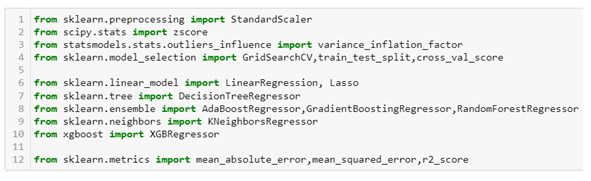 1 from sklearn.preprocessing import StandardScaler
2 from scipy.stats import zscore
3 from statsmodels.stats.outliers_influence import variance_inflation_factor
4 from sklearn.model_selection import GridSearchCV,train_test_split,cross_val_score
5
6 from sklearn.linear_model import LinearRegression, Lasso
7 from sklearn.tree import DecisionTreeRegressor
8 from sklearn.ensemble import AdaBoostRegressor,GradientBoostingRegressor,RandomForestRegressor
9 from sklearn.neighbors import KNeighborsRegressor
10 from xgboost import XGBRegressor
11
12 from sklearn.metrics import mean_absolute_error,mean_squared_error,r2_score